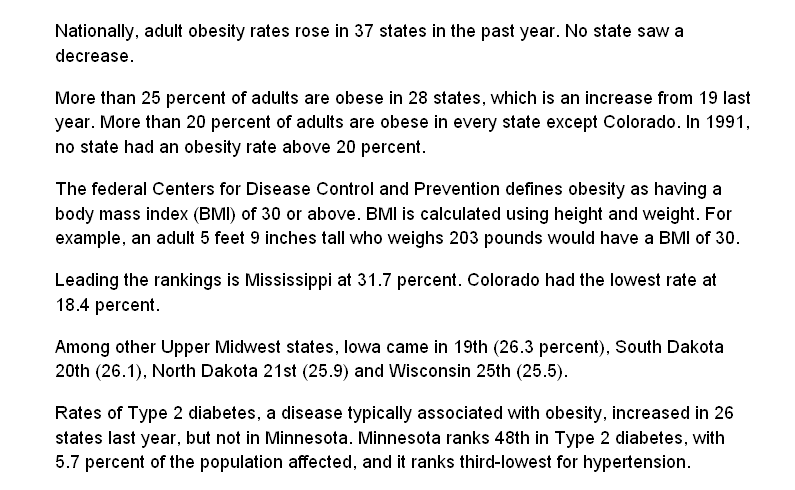 Nationally, adult obesity rates rose in 37 states in the past year. No state saw a
decrease.
More than 25 percent of adults are obese in 28 states, which is an increase from 19 last
year. More than 20 percent of adults are obese in every state except Colorado. In 1991,
no state had an obesity rate above 20 percent.
The federal Centers for Disease Control and Prevention defines obesity as having a
body mass index (BMI) of 30 or above. BMI is calculated using height and weight. For
example, an adult 5 feet 9 inches tall who weighs 203 pounds would have a BMI of 30.
Leading the rankings is Mississippi at 31.7 percent. Colorado had the lowest rate at
18.4 percent.
Among other Upper Midwest states, Iowa came in 19th (26.3 percent), South Dakota
20th (26.1), North Dakota 21st (25.9) and Wisconsin 25th (25.5).
Rates of Type 2 diabetes, a disease typically associated with obesity, increased in 26
states last year, but not in Minnesota. Minnesota ranks 48th in Type 2 diabetes, with
5.7 percent of the population affected, and it ranks third-lowest for hypertension.